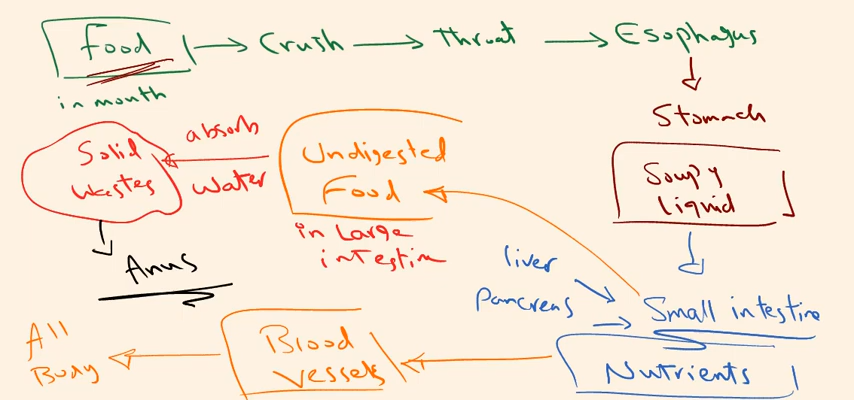 Food
in mouth
Crush
Throat
Esophagus
Stomach
Soupy
liquid
Small intestine
liver
Pancreas
Nutrients
Blood
vessels
All
Body
Undigested
Food
in Large
intestine
absorb
water
Solid
wastes
Anus